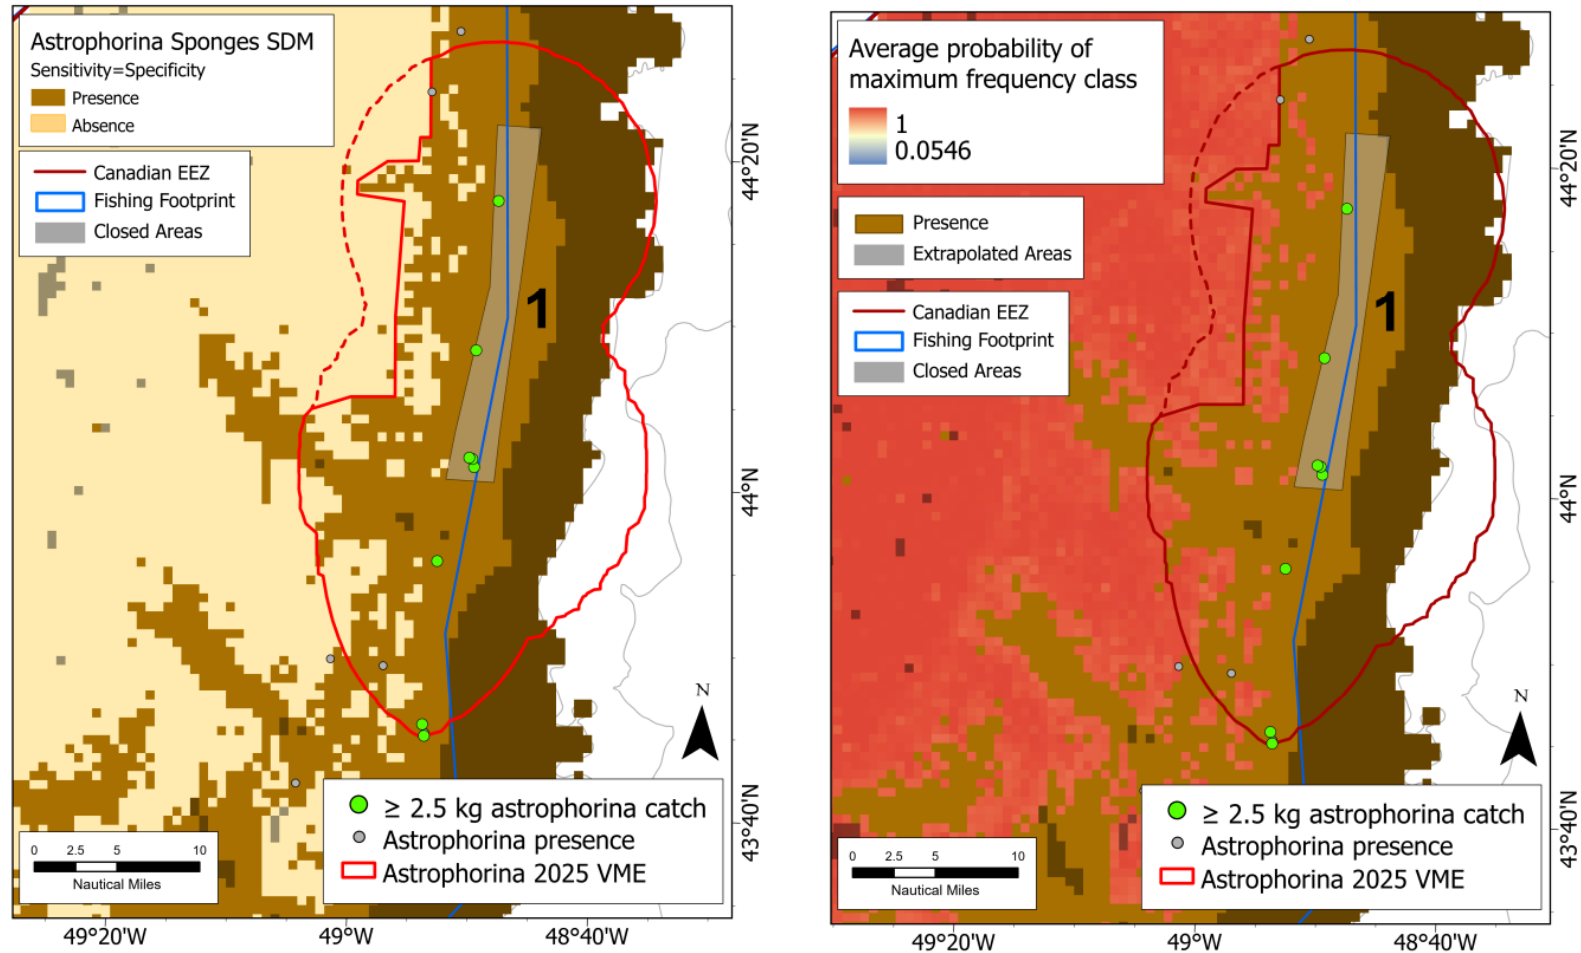 Astrophorina Sponges SDM
Sensitivity=Specificity
Presence
Absence
Canadian EEZ
Fishing Footprint
Closed Areas
1
N
≥ 2.5 kg astrophorina catch
Astrophorina presence
Astrophorina 2025 VME
0 2.5 5 10
Nautical Miles
44°20'N
44°N
43°40'N
49°20'W 49°W 48°40'W
Average probability of
maximum frequency class
1
0.0546
Presence
Extrapolated Areas
Canadian EEZ
Fishing Footprint
Closed Areas
1
N
≥ 2.5 kg astrophorina catch
Astrophorina presence
Astrophorina 2025 VME
0 2.5 5 10
Nautical Miles
44°20'N
44°N
43°40'N
49°20'W 49°W 48°40'W